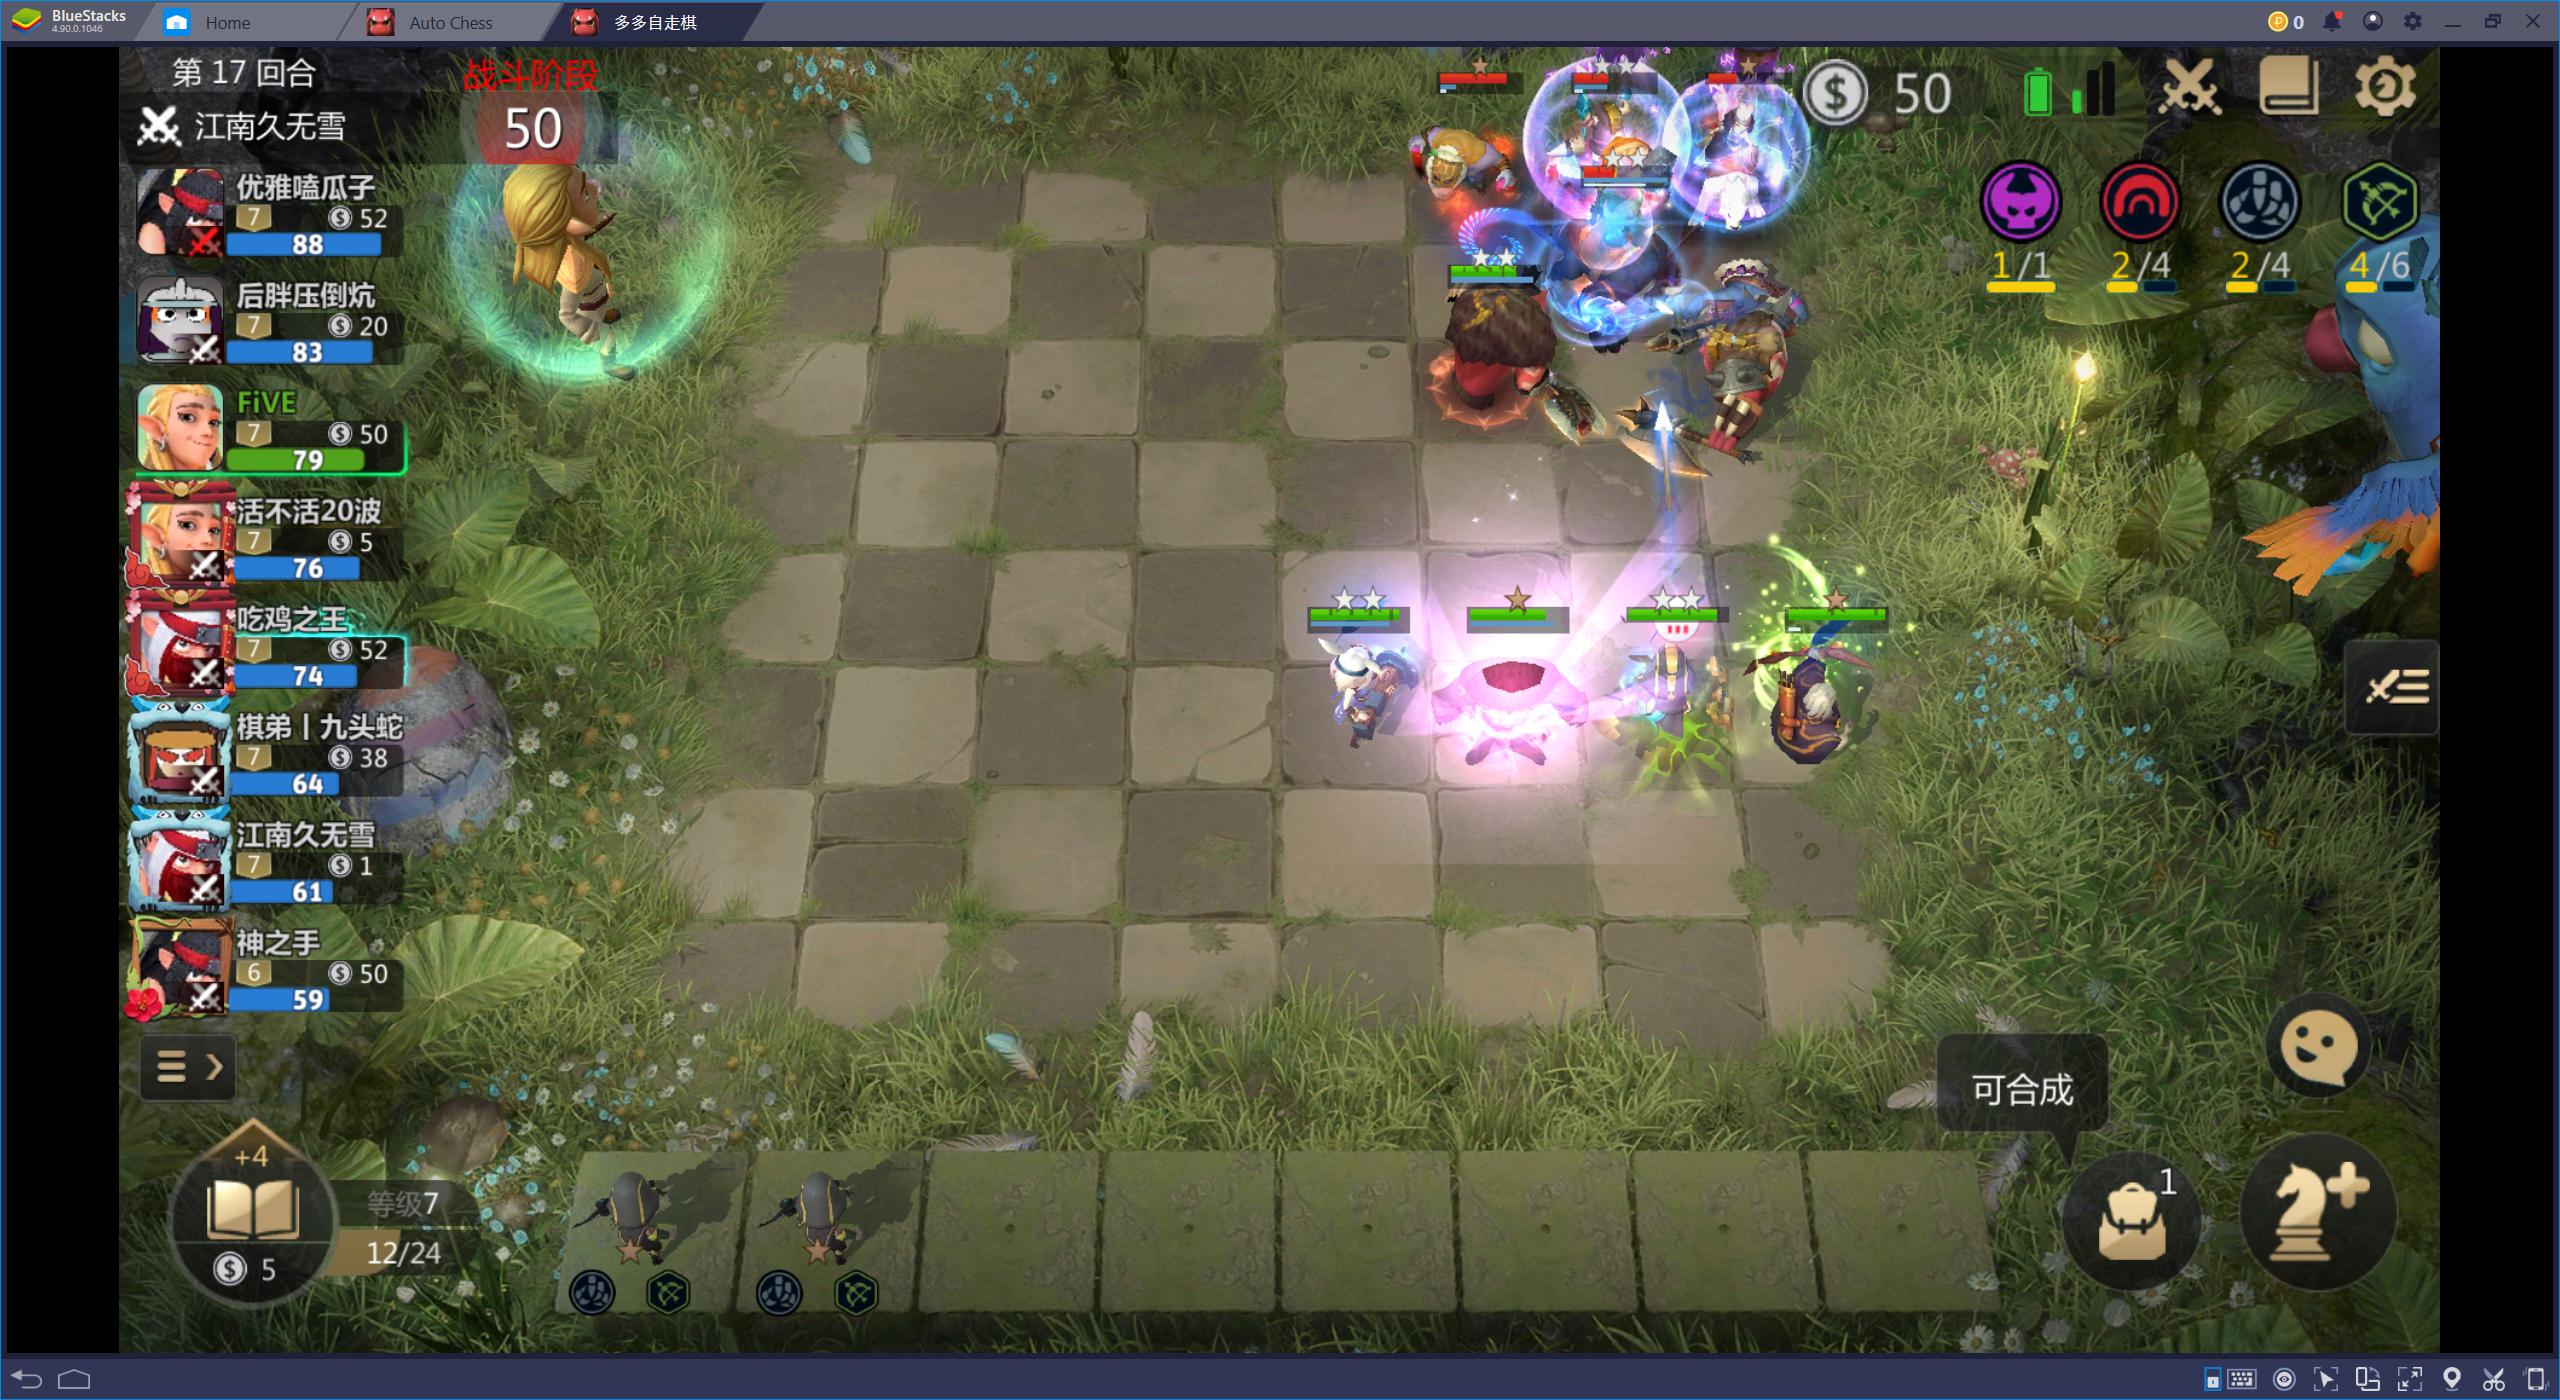 BlueStacks
4.90.0.1046
Home
Auto Chess
多多自走棋
0
第 17 回合
战斗阶段
江南久无雪
50
50
优雅嗑瓜子
7 52
88
后胖压倒炕
7 20
83
FiVE
7 50
79
活不活20波
7 5
76
吃鸡之王
7 52
74
棋弟丨九头蛇
7 38
64
江南久无雪
7 1
61
神之手
6 50
59
1/1 2/4 2/4 4/6
可合成
1
+4
等级7
12/24
5